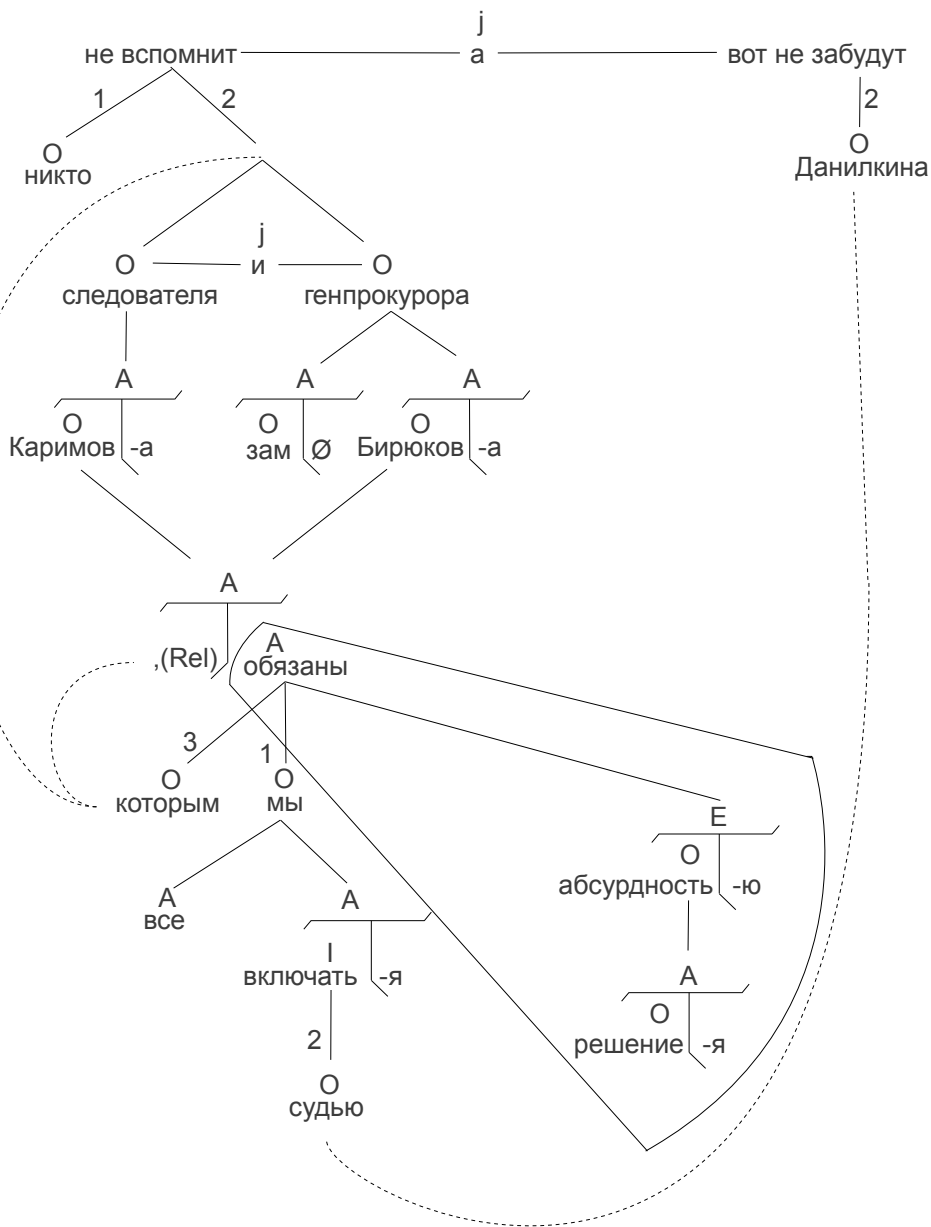 j
не вспомнит а вот не забудут
1 2 2
О О
никто Данилкина
j
О и О
следователя генпрокурора
А А А
О О О
Каримов -а зам Ø Бирюков -а
А
,(Rel) А
обязаны
3 1
О О
которым мы
Е
О
абсурдность -ю
А А
все
I
включать -я
А
О
решение -я
2
О
судью